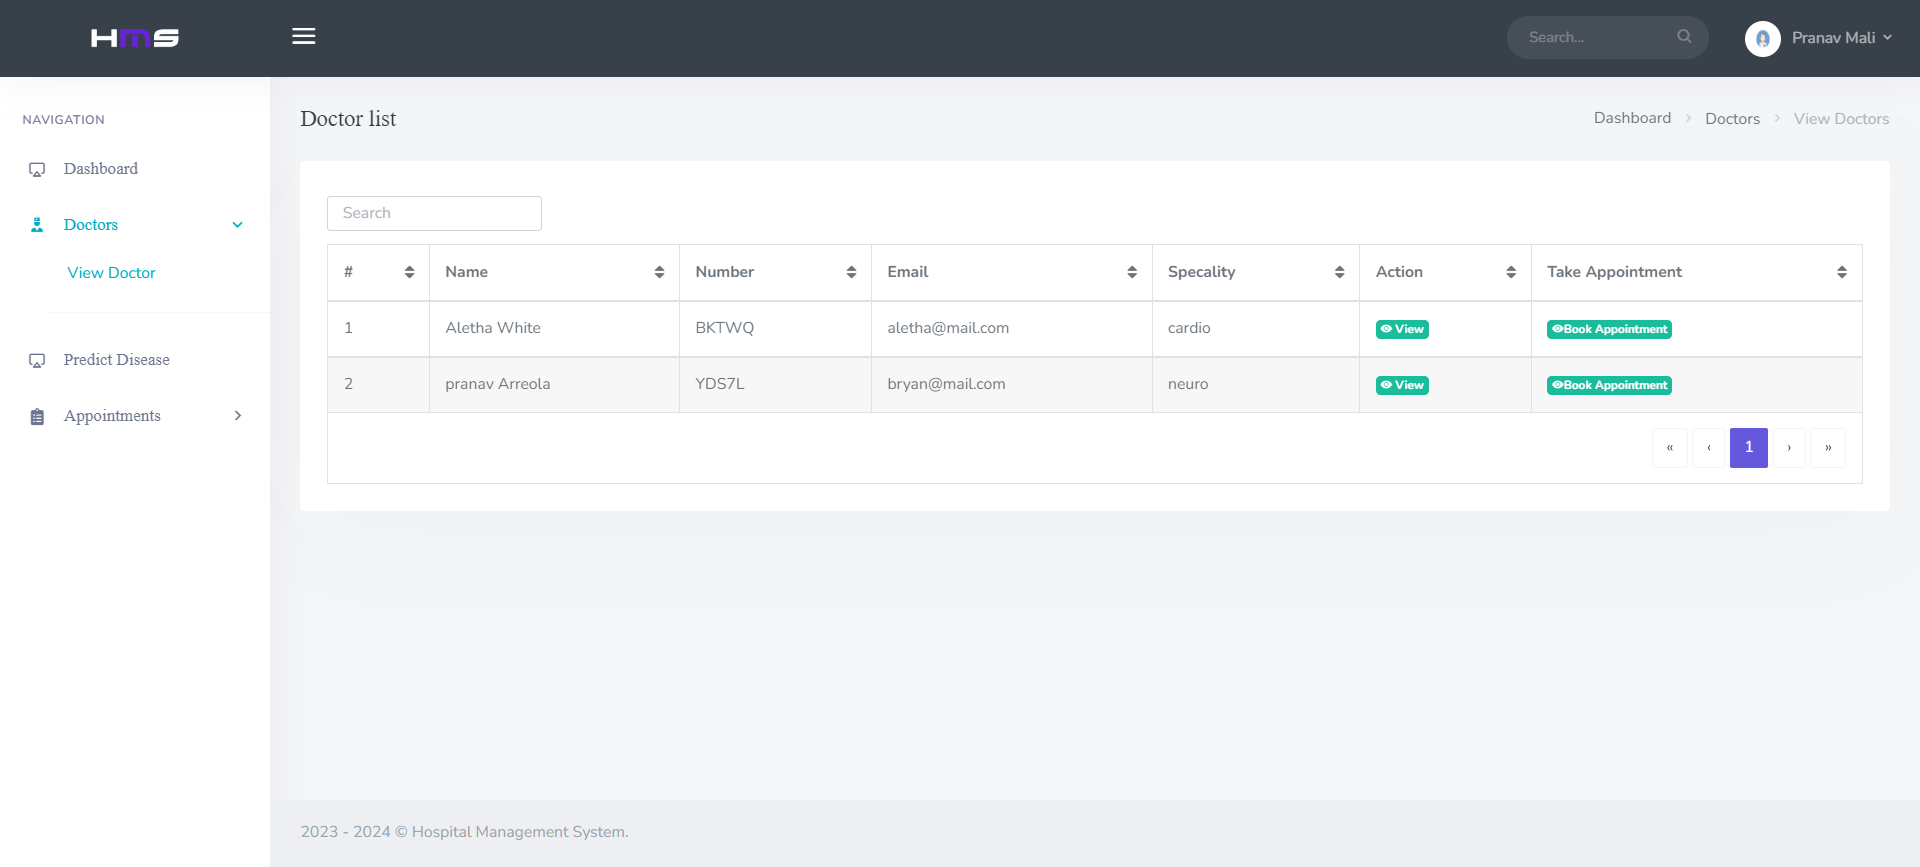 HMS
Search...
Pranav Mali
NAVIGATION
Dashboard
Doctors
View Doctor
Predict Disease
Appointments
Doctor list
Dashboard > Doctors > View Doctors
Search
# Name Number Email Specality Action Take Appointment
1 Aletha White BKTWQ aletha@mail.com cardio View Book Appointment
2 pranav Arreola YDS7L bryan@mail.com neuro View Book Appointment
« ‹ 1 › »
2023 - 2024 © Hospital Management System.